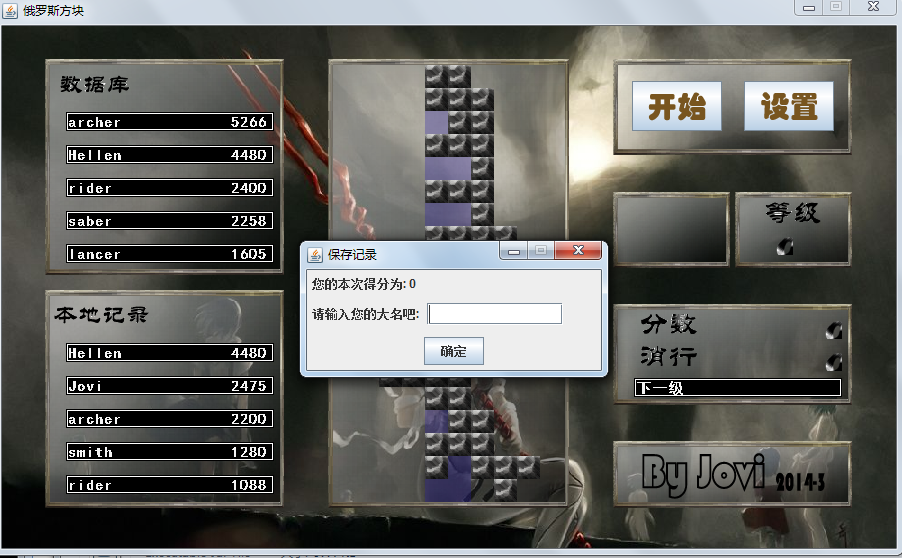 俄罗斯方块
数据库
archer 5266
Hellen 4480
rider 2400
saber 2258
lancer 1605
本地记录
Hellen 4480
Jovi 2475
archer 2200
smith 1280
rider 1088
保存记录
您的本次得分为: 0
请输入您的大名吧:
确定
开始 设置
等级
0
分数 0
消行 0
下一级
By Jovi 2014-3